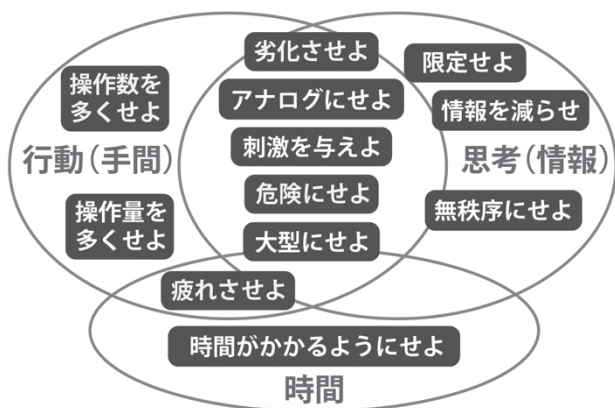 劣化させよ
限定せよ
操作数を
多くせよ
アナログにせよ
情報を減らせ
行動(手間)
刺激を与えよ
思考(情報)
危険にせよ
操作量を
多くせよ
無秩序にせよ
大型にせよ
疲れさせよ
時間がかかるようにせよ
時間